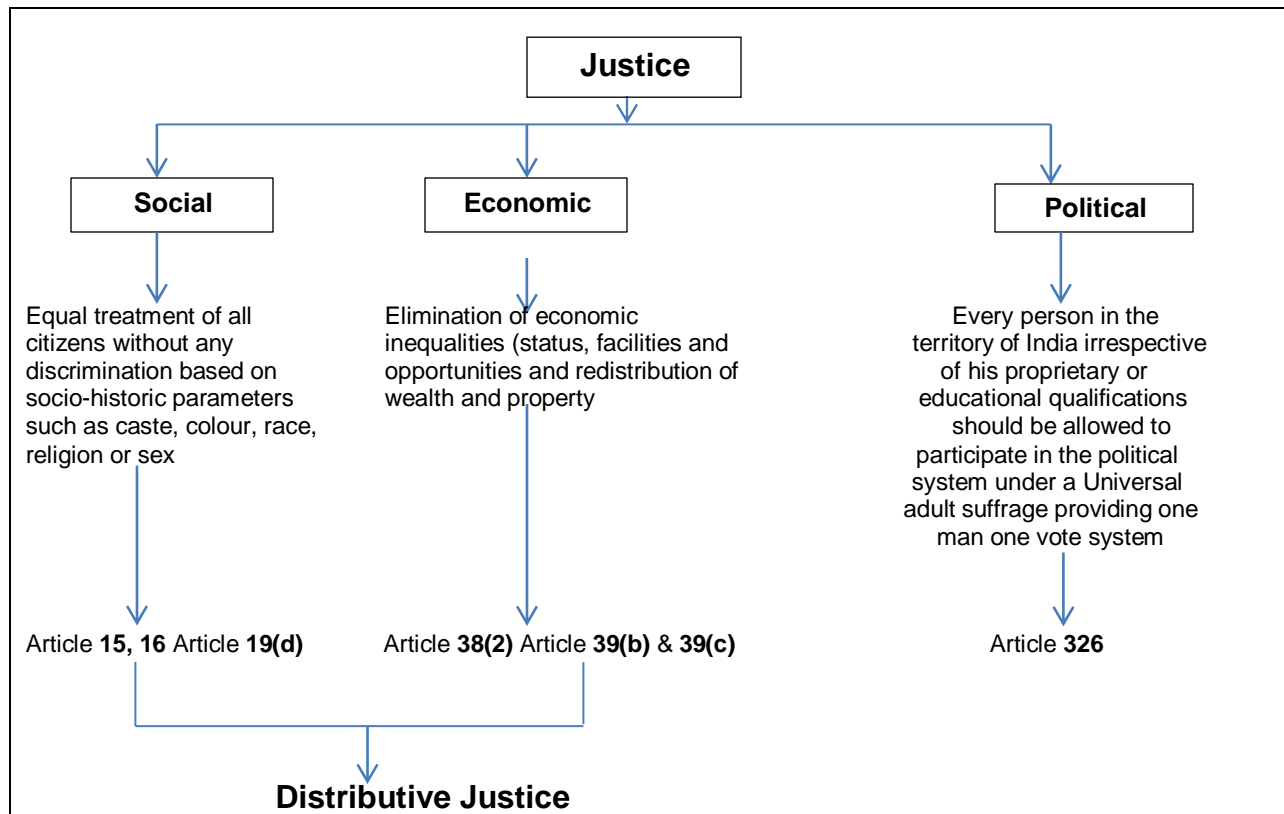 Justice
Social
Economic
Political
Equal treatment of all
citizens without any
discrimination based on
socio-historic parameters
such as caste, colour, race,
religion or sex
Elimination of economic
inequalities (status, facilities and
opportunities and redistribution of
wealth and property
Every person in the
territory of India irrespective
of his proprietary or
educational qualifications
should be allowed to
participate in the political
system under a Universal
adult suffrage providing one
man one vote system
Article 15, 16 Article 19(d)
Article 38(2) Article 39(b) & 39(c)
Article 326
Distributive Justice